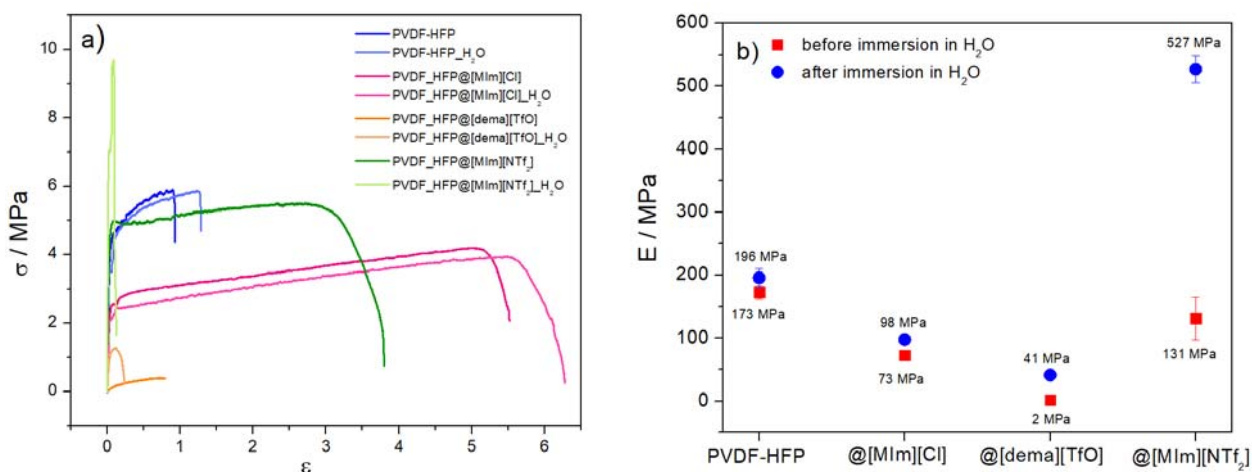 a)
PVDF-HFP
PVDF-HFP_H₂O
PVDF_HFP@[MIm][Cl]
PVDF_HFP@[MIm][Cl]_H₂O
PVDF_HFP@[dema][TfO]
PVDF_HFP@[dema][TfO]_H₂O
PVDF_HFP@[MIm][NTf₂]
PVDF_HFP@[MIm][NTf₂]_H₂O
σ / MPa
10
8
6
4
2
0
0 1 2 3 4 5 6
ε
b)
before immersion in H₂O
after immersion in H₂O
E / MPa
600
500
400
300
200
100
0
196 MPa
173 MPa
98 MPa
73 MPa
41 MPa
2 MPa
527 MPa
131 MPa
PVDF-HFP @[MIm][Cl] @[dema][TfO] @[MIm][NTf₂]